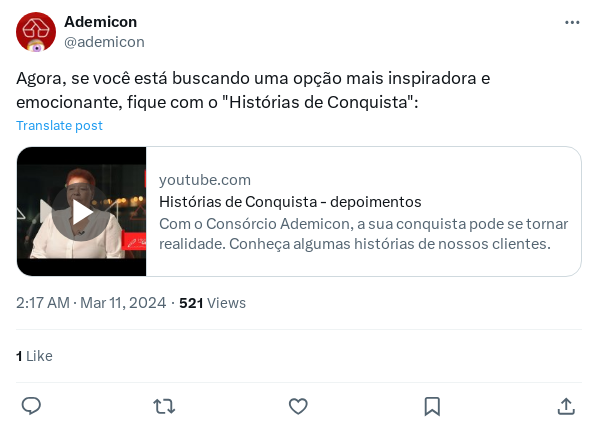 Ademicon
@ademicon
Agora, se você está buscando uma opção mais inspiradora e
emocionante, fique com o "Histórias de Conquista":
Translate post
youtube.com
Histórias de Conquista - depoimentos
Com o Consórcio Ademicon, a sua conquista pode se tornar
realidade. Conheça algumas histórias de nossos clientes.
2:17 AM · Mar 11, 2024 · 521 Views
1 Like